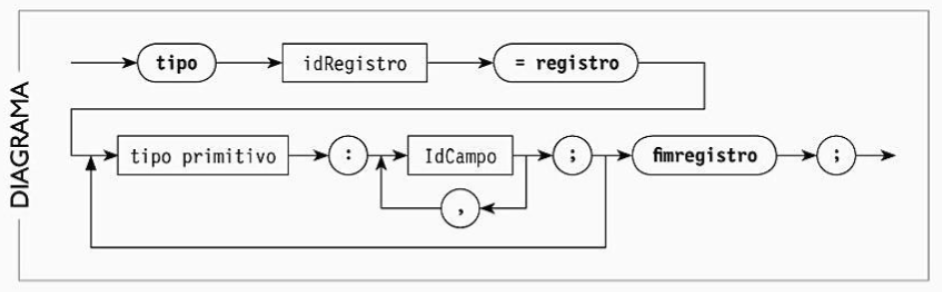 DIAGRAMA
tipo idRegistro = registro
tipo primitivo : IdCampo ; fimregistro ;
,